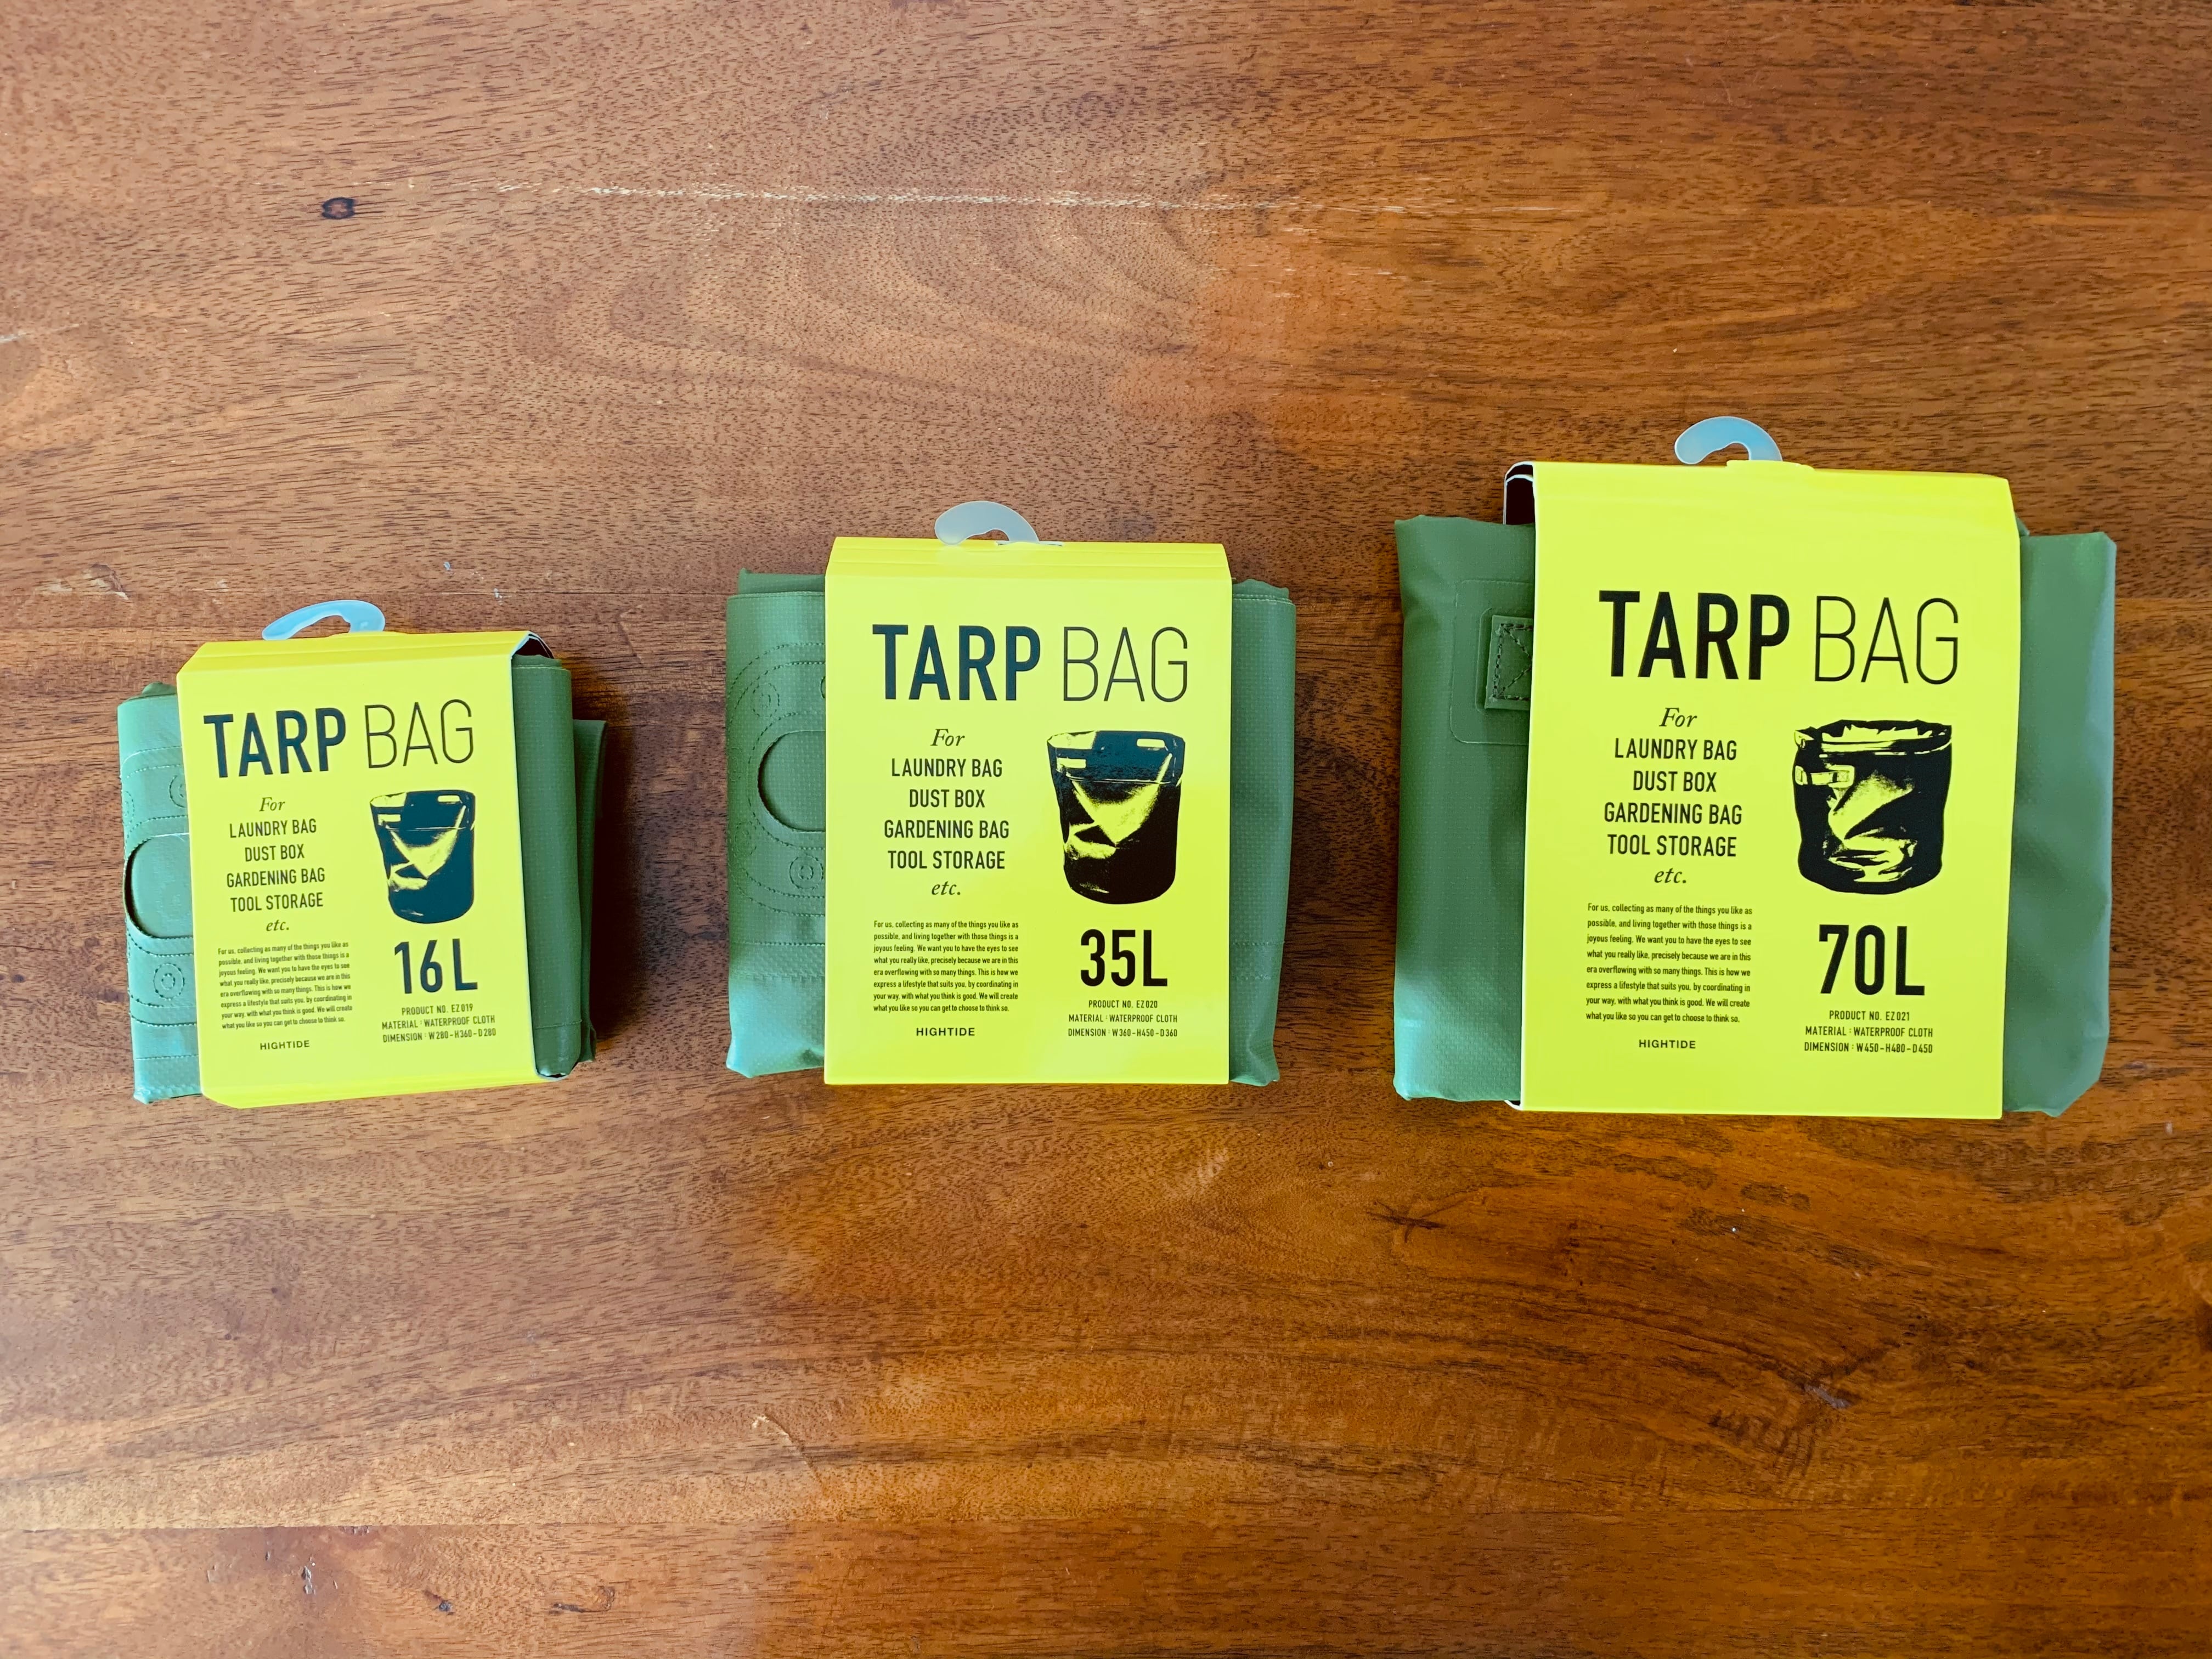 TARP BAG
For
LAUNDRY BAG
DUST BOX
GARDENING BAG
TOOL STORAGE
etc.
For us, collecting as many of the things you like as
possible, and living together with those things is a
joyous feeling. We want you to have the eyes to see
what you really like, precisely because we are in this
era overflowing with so many things. This is how we
express a lifestyle that suits you, by coordinating in
your way, with what you think is good. We will create
what you like so you can get to choose to think so.
HIGHTIDE
16L
PRODUCT NO. EZ019
MATERIAL : WATERPROOF CLOTH
DIMENSION : W280-H360-D280
TARP BAG
For
LAUNDRY BAG
DUST BOX
GARDENING BAG
TOOL STORAGE
etc.
For us, collecting as many of the things you like as
possible, and living together with those things is a
joyous feeling. We want you to have the eyes to see
what you really like, precisely because we are in this
era overflowing with so many things. This is how we
express a lifestyle that suits you, by coordinating in
your way, with what you think is good. We will create
what you like so you can get to choose to think so.
HIGHTIDE
35L
PRODUCT NO. EZ020
MATERIAL : WATERPROOF CLOTH
DIMENSION : W360-H450-D360
TARP BAG
For
LAUNDRY BAG
DUST BOX
GARDENING BAG
TOOL STORAGE
etc.
For us, collecting as many of the things you like as
possible, and living together with those things is a
joyous feeling. We want you to have the eyes to see
what you really like, precisely because we are in this
era overflowing with so many things. This is how we
express a lifestyle that suits you, by coordinating in
your way, with what you think is good. We will create
what you like so you can get to choose to think so.
HIGHTIDE
70L
PRODUCT NO. EZ021
MATERIAL : WATERPROOF CLOTH
DIMENSION : W450-H480-D450